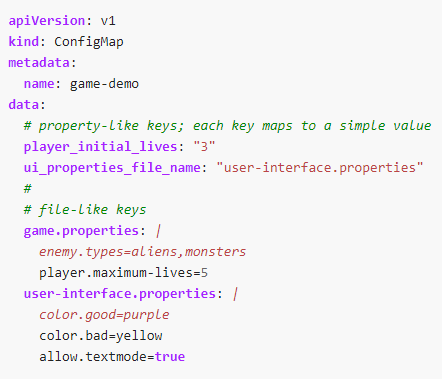 apiVersion: v1
kind: ConfigMap
metadata:
  name: game-demo
data:
  # property-like keys; each key maps to a simple value
  player_initial_lives: "3"
  ui_properties_file_name: "user-interface.properties"
  #
  # file-like keys
  game.properties: |
    enemy.types=aliens,monsters
    player.maximum-lives=5
  user-interface.properties: |
    color.good=purple
    color.bad=yellow
    allow.textmode=true